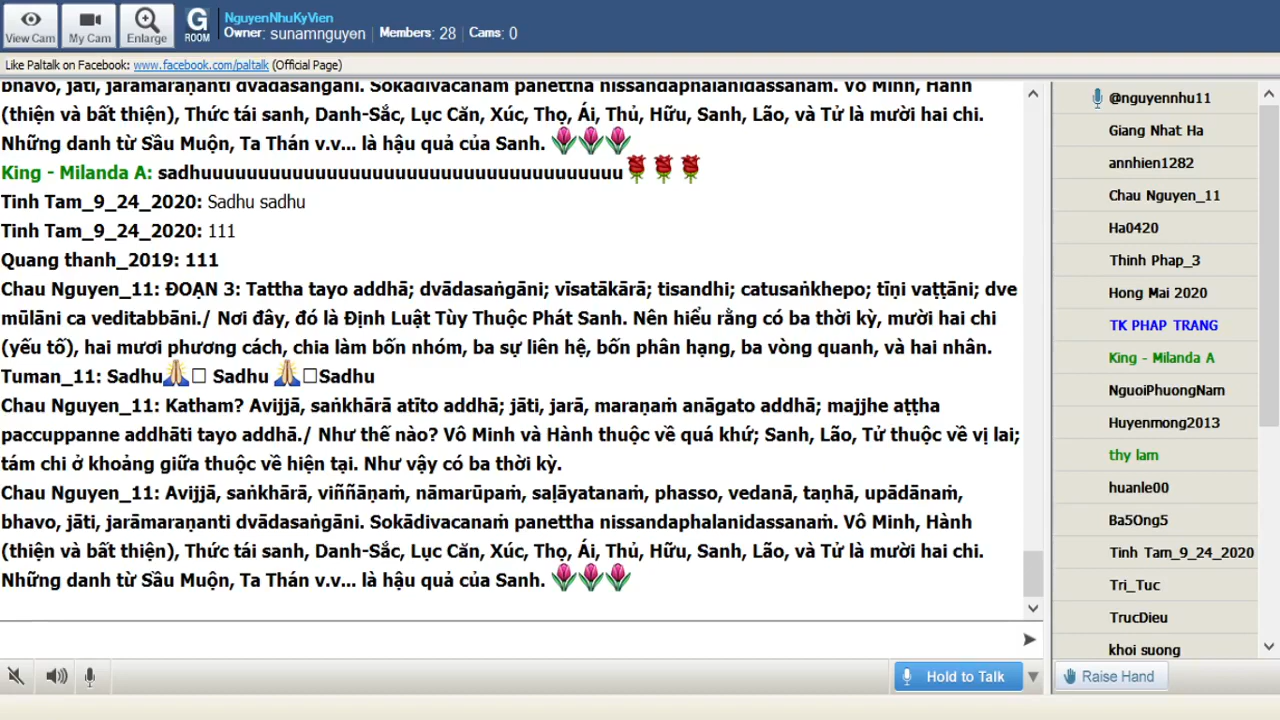 View Cam
My Cam
Enlarge
G
ROOM
NguyenNhuKyVien
Owner: sunamnguyen | Members: 28 | Cams: 0
Like Paltalk on Facebook: www.facebook.com/paltalk (Official Page)
bhavo, jāti, jarāmaraṇanti dvādasaṅgāni. Sokādivacanaṁ panettha nissandaphalanidassanaṁ. Vô Minh, Hành
(thiện và bất thiện), Thức tái sanh, Danh-Sắc, Lục Căn, Xúc, Thọ, Ái, Thủ, Hữu, Sanh, Lão, và Tử là mười hai chi.
Những danh từ Sầu Muộn, Ta Thán v.v... là hậu quả của Sanh.
King - Milanda A: sadhuuuuuuuuuuuuuuuuuuuuuuuuuuuuuuuuuuuuu
Tinh Tam_9_24_2020: Sadhu sadhu
Tinh Tam_9_24_2020: 111
Quang thanh_2019: 111
Chau Nguyen_11: ĐOẠN 3: Tattha tayo addhā; dvādasaṅgāni; vīsatākārā; tisandhi; catusaṅkhepo; tīṇi vaṭṭāni; dve
mūlāni ca veditabbāni./ Nơi đây, đó là Định Luật Tùy Thuộc Phát Sanh. Nên hiểu rằng có ba thời kỳ, mười hai chi
(yếu tố), hai mươi phương cách, chia làm bốn nhóm, ba sự liên hệ, bốn phân hạng, ba vòng quanh, và hai nhân.
Tuman_11: Sadhu Sadhu Sadhu
Chau Nguyen_11: Katham? Avijjā, saṅkhārā atīto addhā; jāti, jarā, maraṇaṁ anāgato addhā; majjhe aṭṭha
paccuppanne addhāti tayo addhā./ Như thế nào? Vô Minh và Hành thuộc về quá khứ; Sanh, Lão, Tử thuộc về vị lai;
tám chi ở khoảng giữa thuộc về hiện tại. Như vậy có ba thời kỳ.
Chau Nguyen_11: Avijjā, saṅkhārā, viññāṇaṁ, nāmarūpaṁ, saḷāyatanaṁ, phasso, vedanā, taṇhā, upādānaṁ,
bhavo, jāti, jarāmaraṇanti dvādasaṅgāni. Sokādivacanaṁ panettha nissandaphalanidassanaṁ. Vô Minh, Hành
(thiện và bất thiện), Thức tái sanh, Danh-Sắc, Lục Căn, Xúc, Thọ, Ái, Thủ, Hữu, Sanh, Lão, và Tử là mười hai chi.
Những danh từ Sầu Muộn, Ta Thán v.v... là hậu quả của Sanh.
Hold to Talk
@nguyennhu11
Giang Nhat Ha
annhien1282
Chau Nguyen_11
Ha0420
Thinh Phap_3
Hong Mai 2020
TK PHAP TRANG
King - Milanda A
NguoiPhuongNam
Huyenmong2013
thy lam
huanle00
Ba5Ong5
Tinh Tam_9_24_2020
Tri_Tuc
TrucDieu
khoi suong
Raise Hand